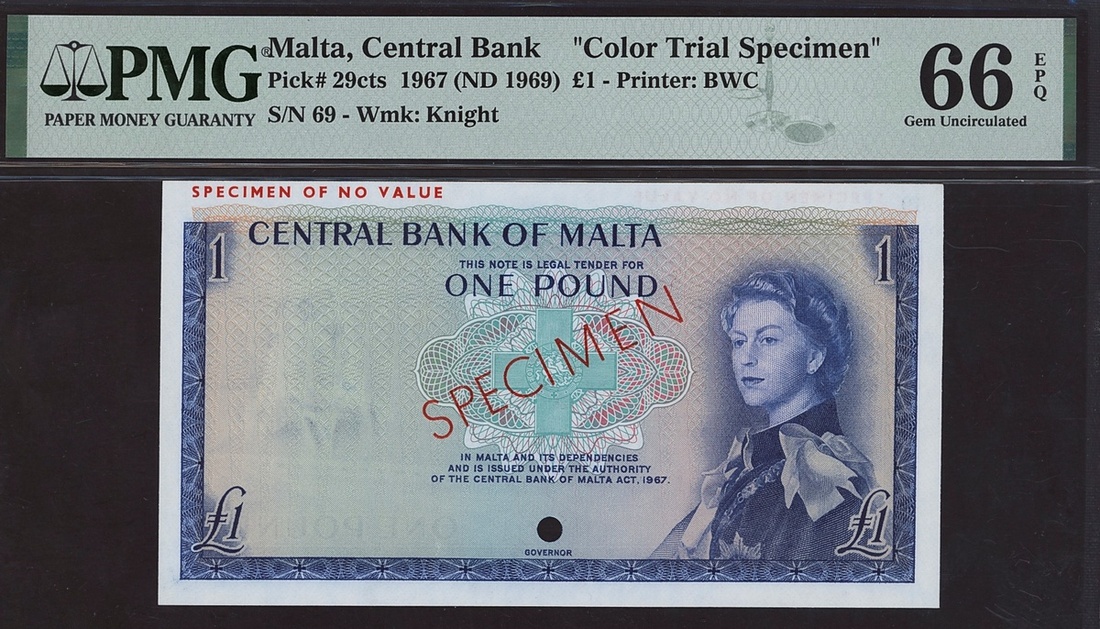 PMG
®
PAPER MONEY GUARANTY
Malta, Central Bank "Color Trial Specimen"
Pick# 29cts 1967 (ND 1969) £1 - Printer: BWC
S/N 69 - Wmk: Knight
66
EPQ
Gem Uncirculated
SPECIMEN OF NO VALUE
1
CENTRAL BANK OF MALTA
1
THIS NOTE IS LEGAL TENDER FOR
ONE POUND
SPECIMEN
IN MALTA AND ITS DEPENDENCIES
AND IS ISSUED UNDER THE AUTHORITY
OF THE CENTRAL BANK OF MALTA ACT. 1967.
£1
GOVERNOR
£1